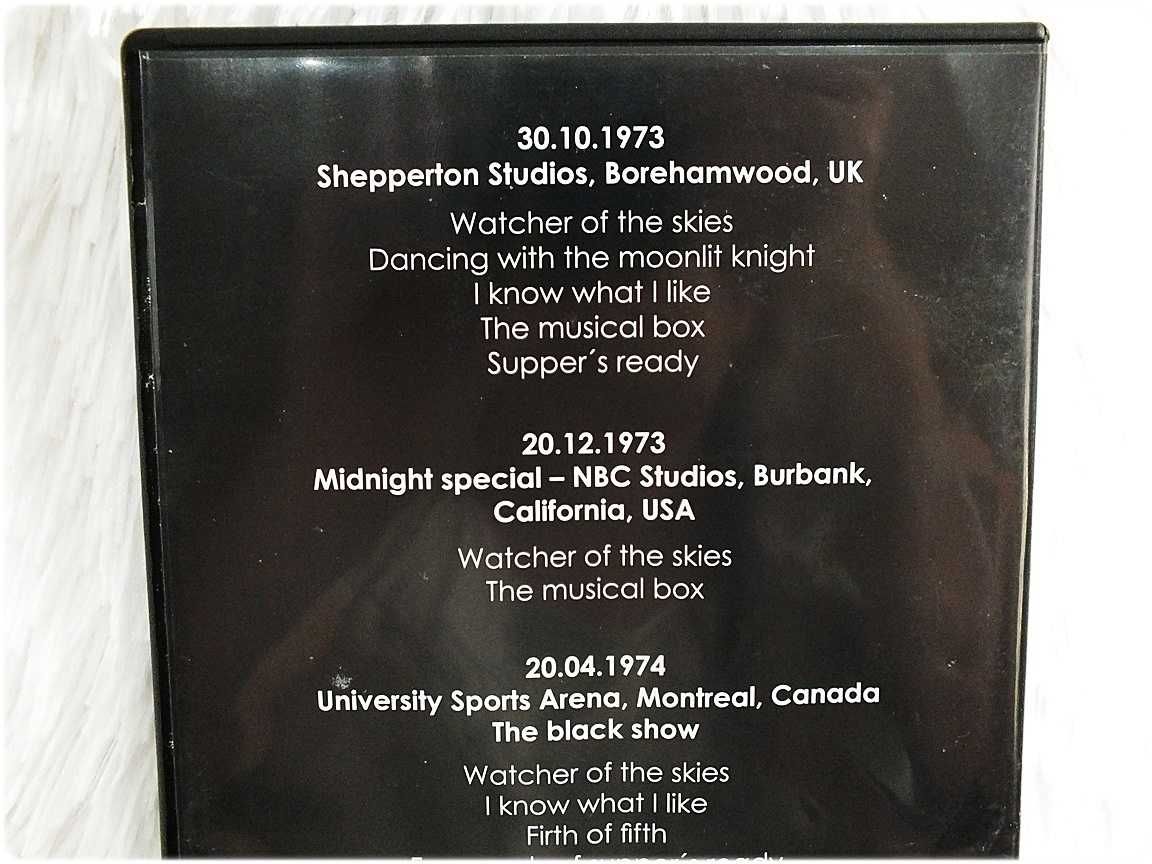 30.10.1973
Shepperton Studios, Borehamwood, UK
Watcher of the skies
Dancing with the moonlit knight
I know what I like
The musical box
Supper´s ready
20.12.1973
Midnight special – NBC Studios, Burbank,
California, USA
Watcher of the skies
The musical box
20.04.1974
University Sports Arena, Montreal, Canada
The black show
Watcher of the skies
I know what I like
Firth of fifth
of supper´s ready